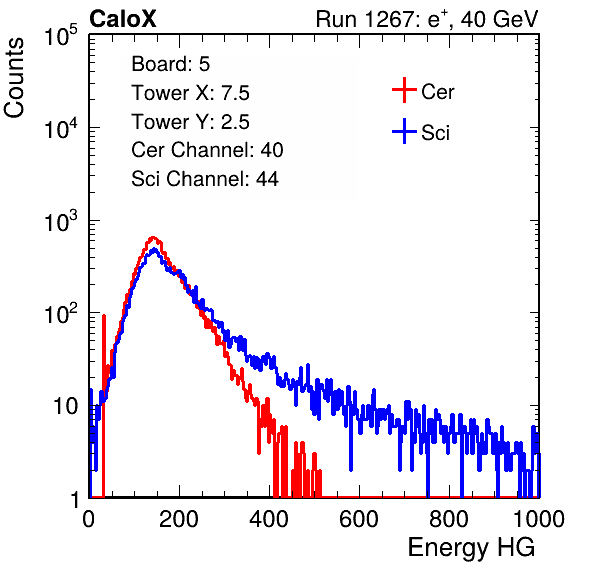 CaloX Run 1267: e⁺, 40 GeV
Counts
10⁵
10⁴
10³
10²
10
1
Board: 5
Tower X: 7.5
Tower Y: 2.5
Cer Channel: 40
Sci Channel: 44
Cer
Sci
0 200 400 600 800 1000
Energy HG